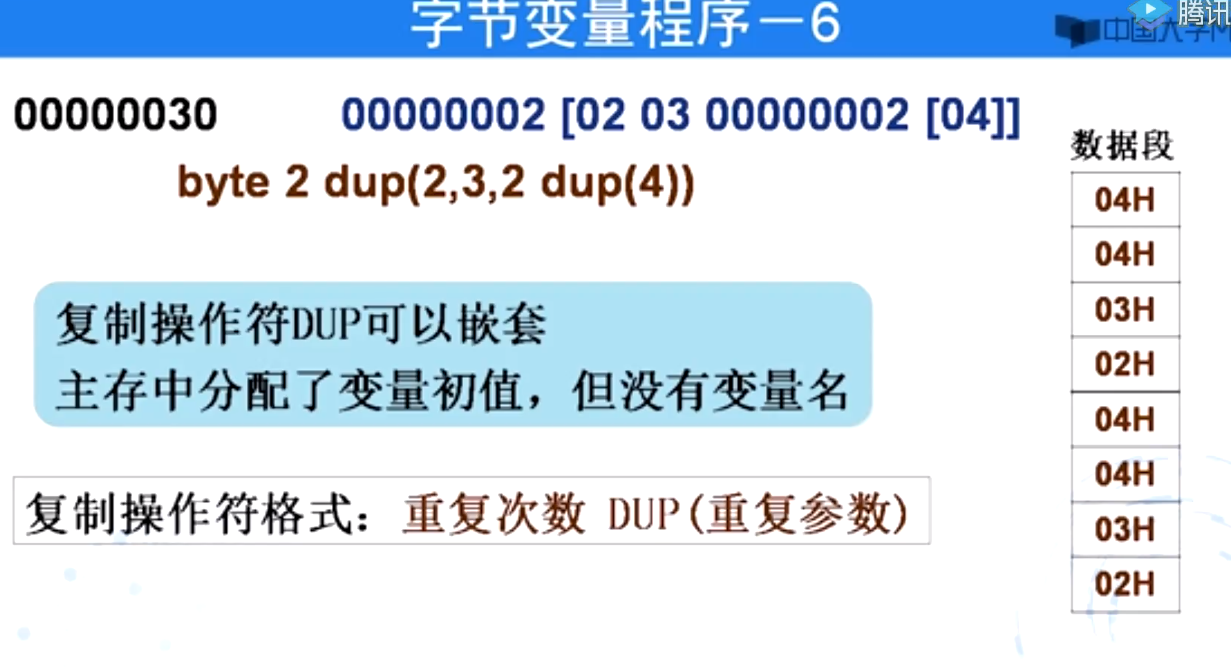 字节变量程序－6
腾讯
中国大学M
00000030 00000002 [02 03 00000002 [04]]
byte 2 dup(2,3,2 dup(4))
复制操作符DUP可以嵌套
主存中分配了变量初值，但没有变量名
复制操作符格式：重复次数 DUP(重复参数)
数据段
04H
04H
03H
02H
04H
04H
03H
02H